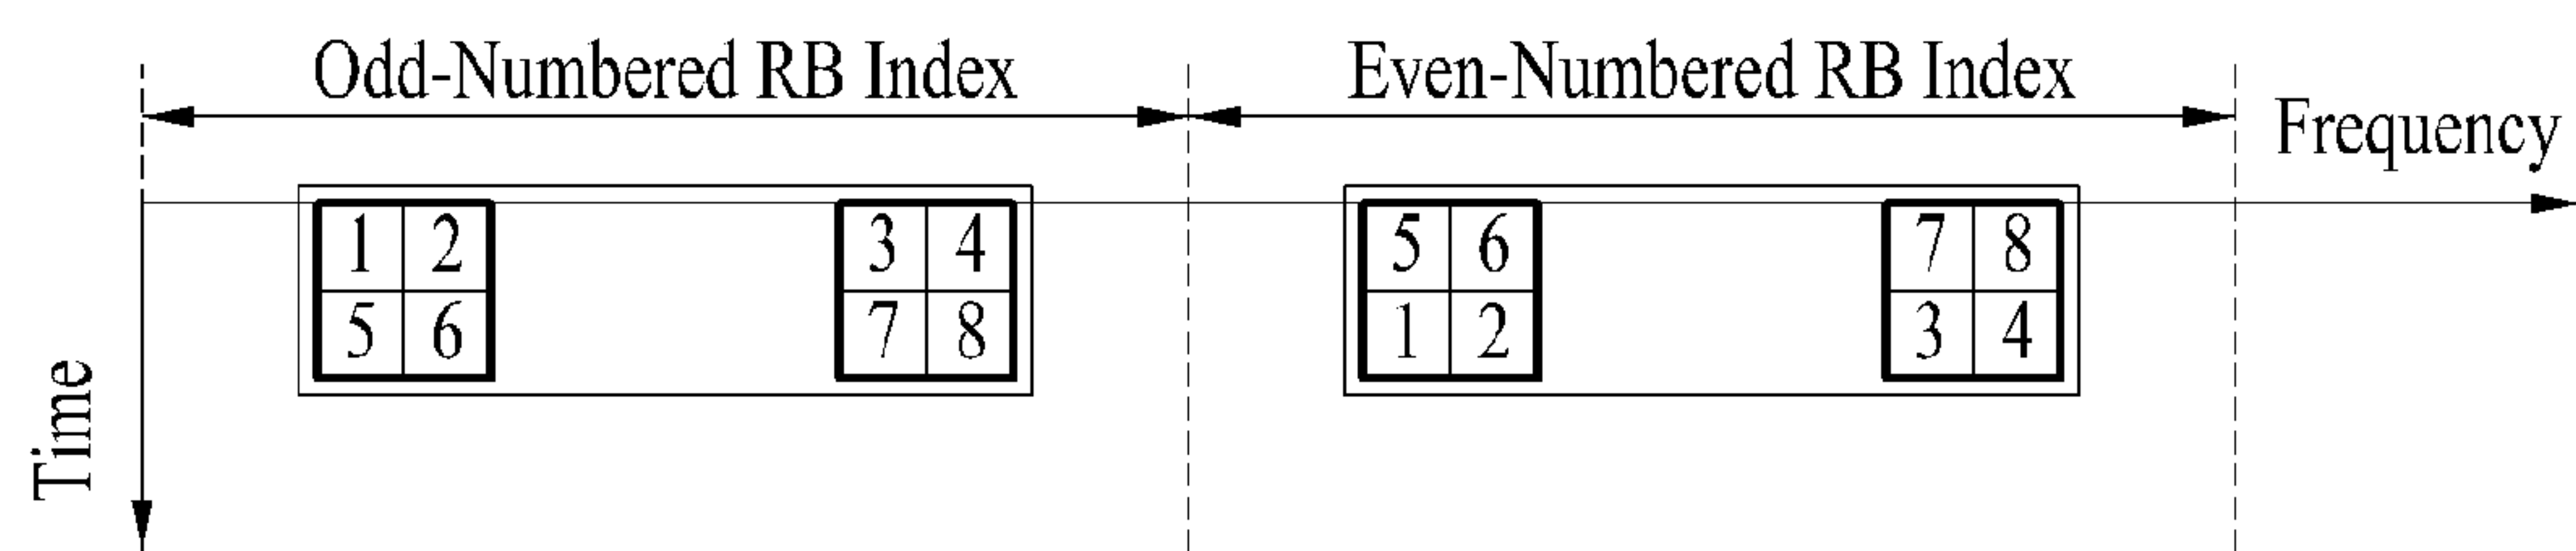 Odd-Numbered RB Index Even-Numbered RB Index
Frequency
1 2 3 4 5 6 7 8
5 6 7 8 1 2 3 4
Time